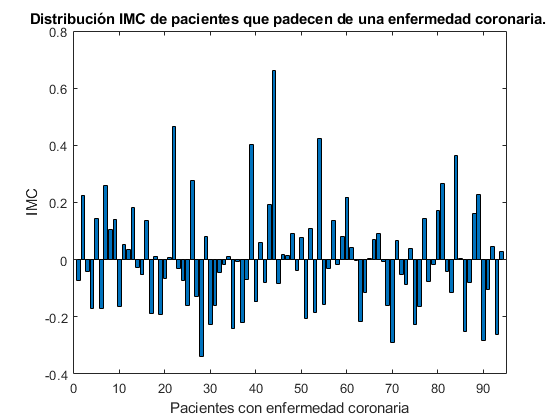 Distribución IMC de pacientes que padecen de una enfermedad coronaria.
0.8
0.6
0.4
0.2
0
-0.2
-0.4
IMC
0 10 20 30 40 50 60 70 80 90
Pacientes con enfermedad coronaria